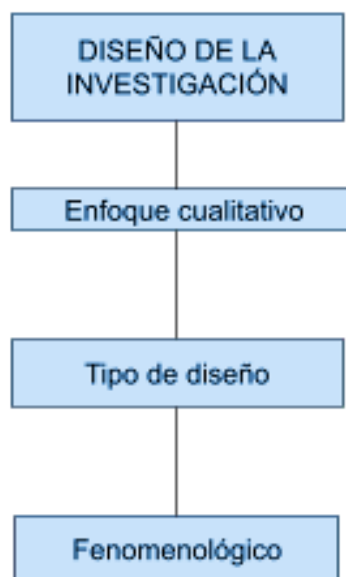 DISEÑO DE LA
INVESTIGACIÓN
Enfoque cualitativo
Tipo de diseño
Fenomenológico